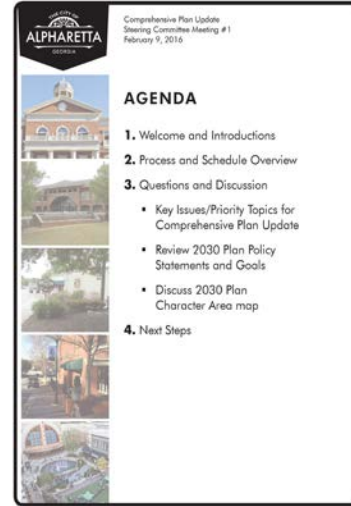 THE CITY OF
ALPHARETTA
GEORGIA
Comprehensive Plan Update
Steering Committee Meeting #1
February 9, 2016
AGENDA
1. Welcome and Introductions
2. Process and Schedule Overview
3. Questions and Discussion
▪ Key Issues/Priority Topics for
Comprehensive Plan Update
▪ Review 2030 Plan Policy
Statements and Goals
▪ Discuss 2030 Plan
Character Area map
4. Next Steps